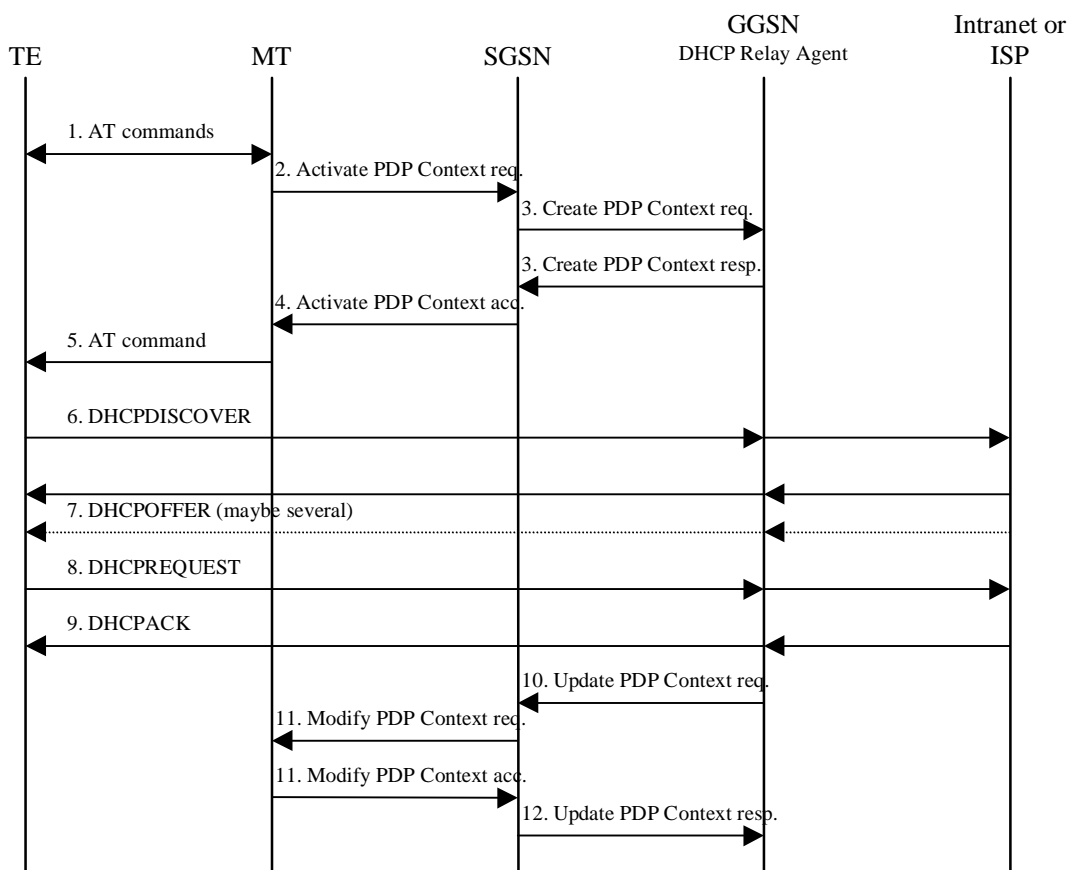 TE
MT
SGSN
GGSN
DHCP Relay Agent
Intranet or
ISP
1. AT commands
2. Activate PDP Context req.
3. Create PDP Context req.
3. Create PDP Context resp.
4. Activate PDP Context acc.
5. AT command
6. DHCPDISCOVER
7. DHCPOFFER (maybe several)
8. DHCPREQUEST
9. DHCPACK
10. Update PDP Context req.
11. Modify PDP Context req.
11. Modify PDP Context acc.
12. Update PDP Context resp.